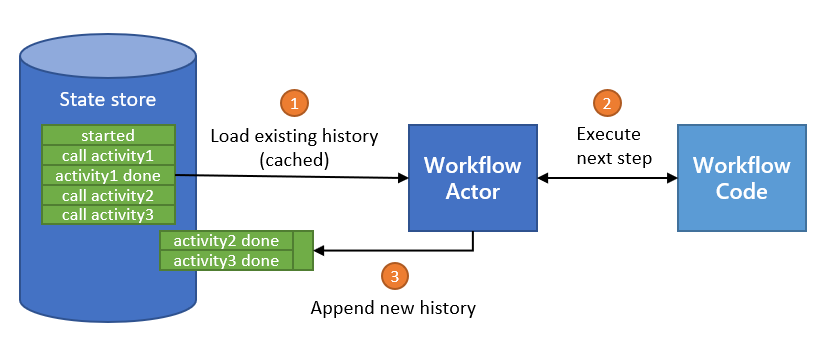 State store
started
call activity1
activity1 done
call activity2
call activity3
activity2 done
activity3 done
1
Load existing history
(cached)
Workflow
Actor
2
Execute
next step
Workflow
Code
3
Append new history